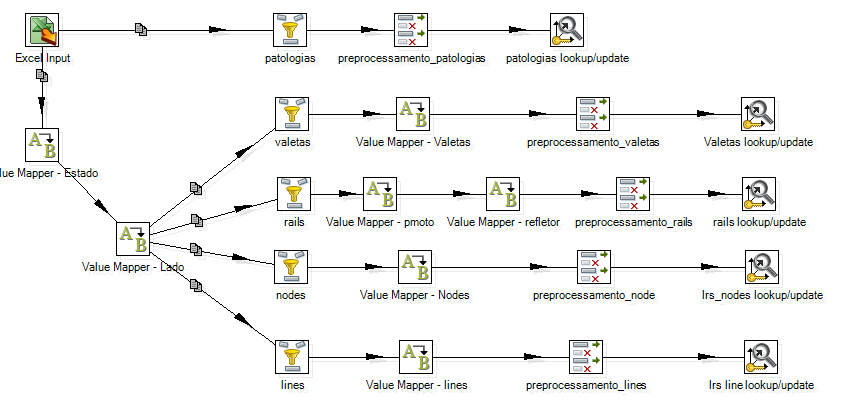 Excel Input
patologias
preprocessamento_patologias
patologias lookup/update
lue Mapper - Estado
valetas
Value Mapper - Valetas
preprocessamento_valetas
Valetas lookup/update
Value Mapper - Lado
rails
Value Mapper - pmoto
Value Mapper - refletor
preprocessamento_rails
rails lookup/update
nodes
Value Mapper - Nodes
preprocessamento_node
lrs_nodes lookup/update
lines
Value Mapper - lines
preprocessamento_lines
lrs line lookup/update